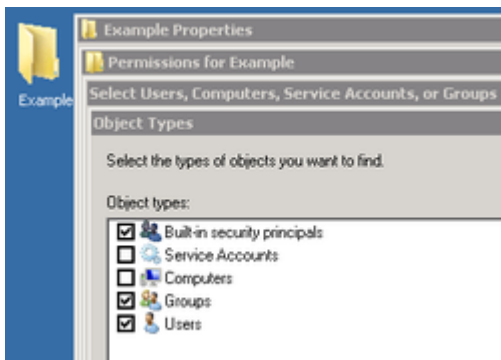 Example Properties
Permissions for Example
Example
Select Users, Computers, Service Accounts, or Groups
Object Types
Select the types of objects you want to find.
Object types:
Built-in security principals
Service Accounts
Computers
Groups
Users